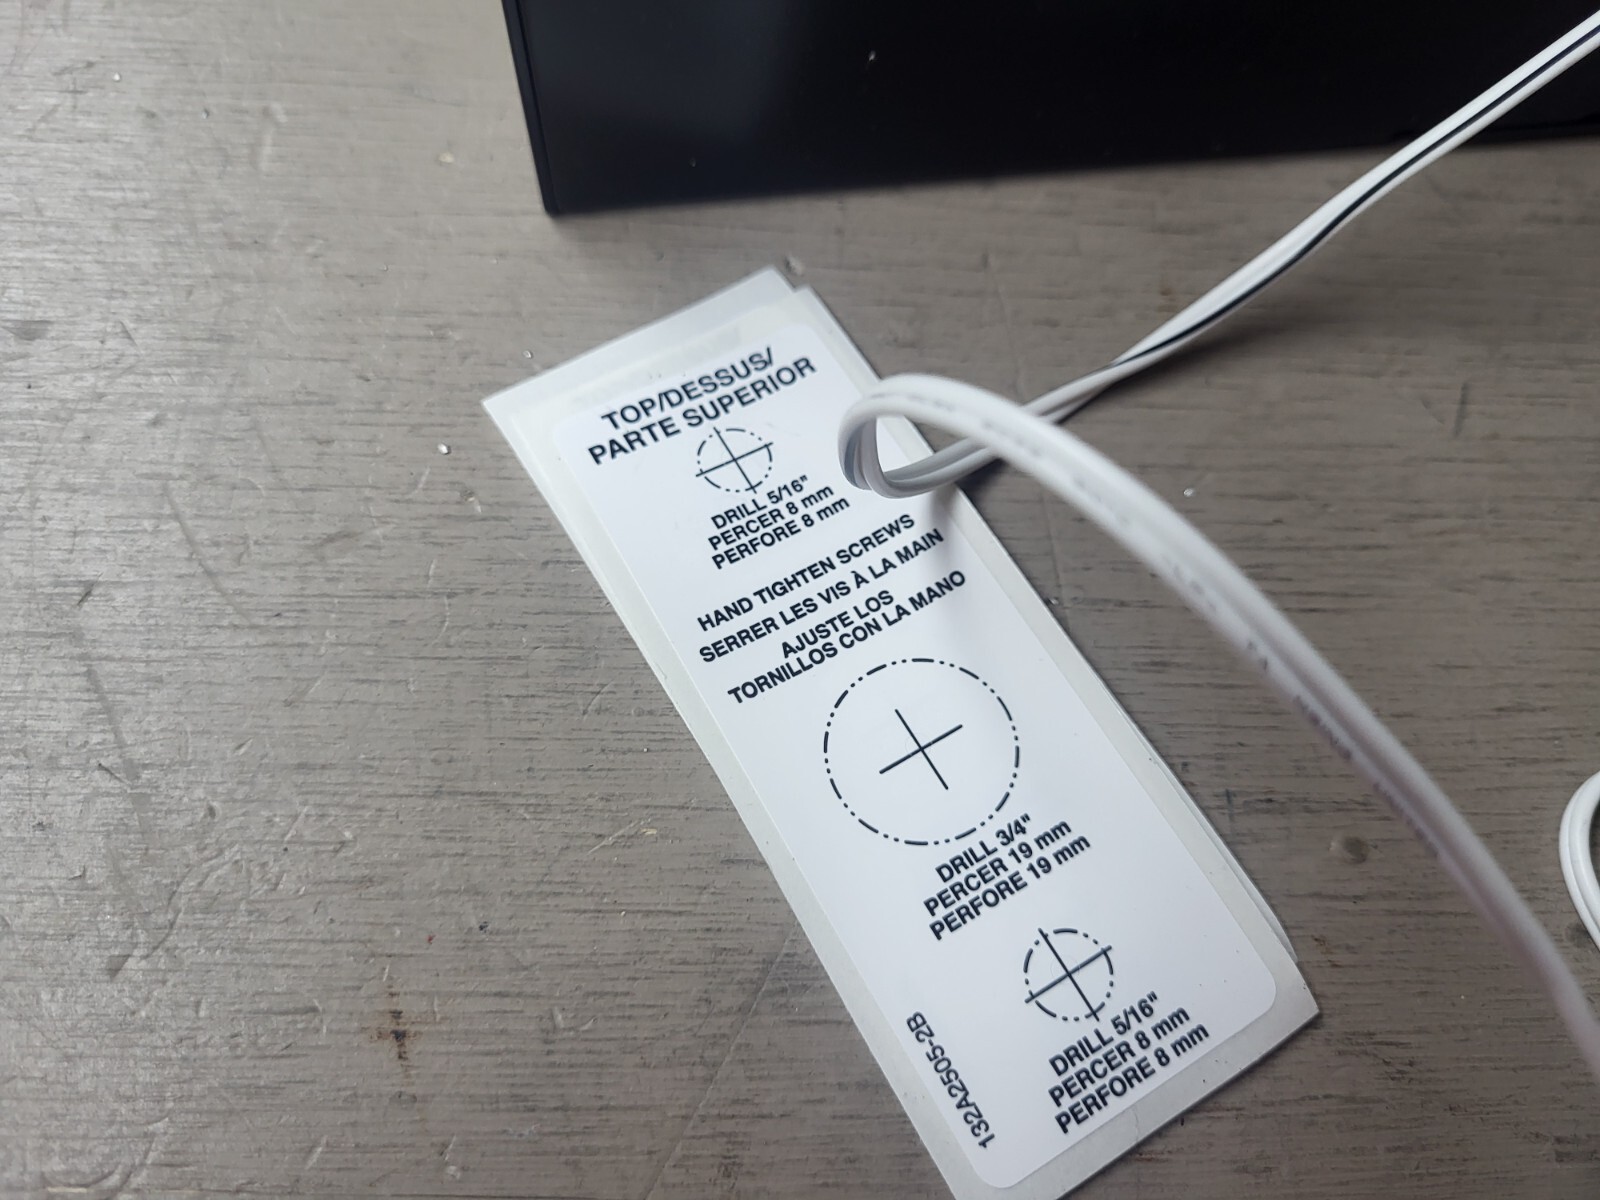 TOP/DESSUS/
PARTE SUPERIOR
DRILL 5/16"
PERCER 8 mm
PERFORE 8 mm
HAND TIGHTEN SCREWS
SERRER LES VIS À LA MAIN
AJUSTE LOS
TORNILLOS CON LA MANO
DRILL 3/4"
PERCER 19 mm
PERFORE 19 mm
DRILL 5/16"
PERCER 8 mm
PERFORE 8 mm
132A2505-2B